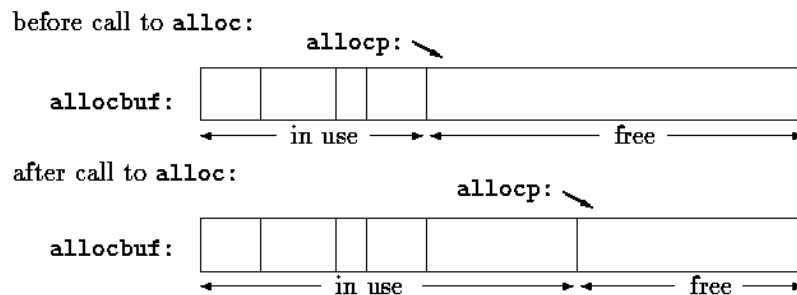 before call to alloc:
allocp:
allocbuf:
in use
free
after call to alloc:
allocp:
allocbuf:
in use
free